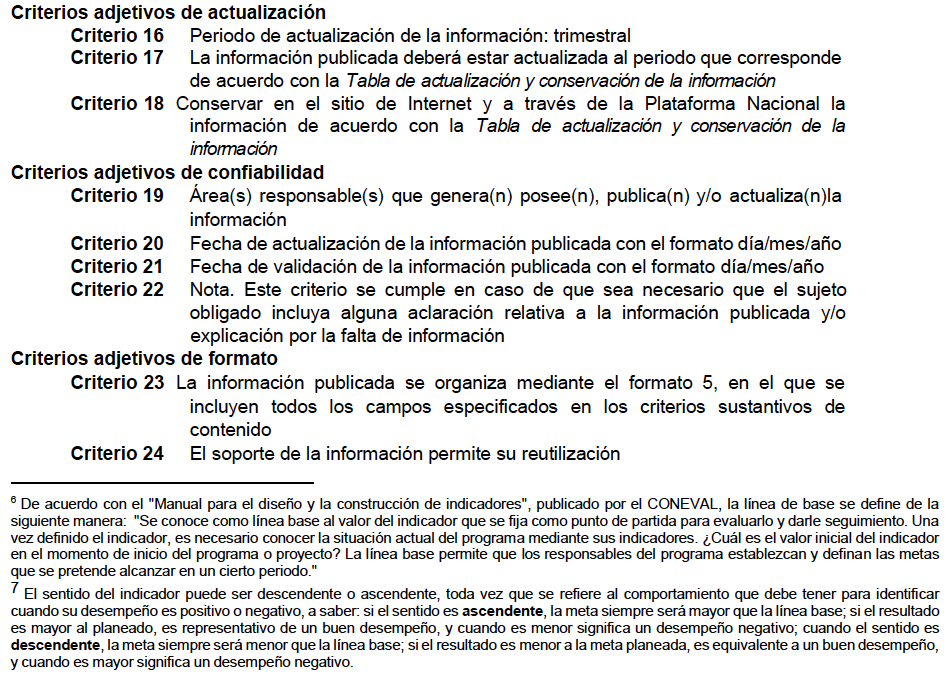 Criterios adjetivos de actualización
Criterio 16 Periodo de actualización de la información: trimestral
Criterio 17 La información publicada deberá estar actualizada al periodo que corresponde
de acuerdo con la Tabla de actualización y conservación de la información
Criterio 18 Conservar en el sitio de Internet y a través de la Plataforma Nacional la
información de acuerdo con la Tabla de actualización y conservación de la
información
Criterios adjetivos de confiabilidad
Criterio 19 Área(s) responsable(s) que genera(n) posee(n), publica(n) y/o actualiza(n)la
información
Criterio 20 Fecha de actualización de la información publicada con el formato día/mes/año
Criterio 21 Fecha de validación de la información publicada con el formato día/mes/año
Criterio 22 Nota. Este criterio se cumple en caso de que sea necesario que el sujeto
obligado incluya alguna aclaración relativa a la información publicada y/o
explicación por la falta de información
Criterios adjetivos de formato
Criterio 23 La información publicada se organiza mediante el formato 5, en el que se
incluyen todos los campos especificados en los criterios sustantivos de
contenido
Criterio 24 El soporte de la información permite su reutilización
6 De acuerdo con el "Manual para el diseño y la construcción de indicadores", publicado por el CONEVAL, la línea de base se define de la
siguiente manera: "Se conoce como línea base al valor del indicador que se fija como punto de partida para evaluarlo y darle seguimiento. Una
vez definido el indicador, es necesario conocer la situación actual del programa mediante sus indicadores. ¿Cuál es el valor inicial del indicador
en el momento de inicio del programa o proyecto? La línea base permite que los responsables del programa establezcan y definan las metas
que se pretende alcanzar en un cierto periodo."
7 El sentido del indicador puede ser descendente o ascendente, toda vez que se refiere al comportamiento que debe tener para identificar
cuando su desempeño es positivo o negativo, a saber: si el sentido es ascendente, la meta siempre será mayor que la línea base; si el resultado
es mayor al planeado, es representativo de un buen desempeño, y cuando es menor significa un desempeño negativo; cuando el sentido es
descendente, la meta siempre será menor que la línea base; si el resultado es menor a la meta planeada, es equivalente a un buen desempeño,
y cuando es mayor significa un desempeño negativo.